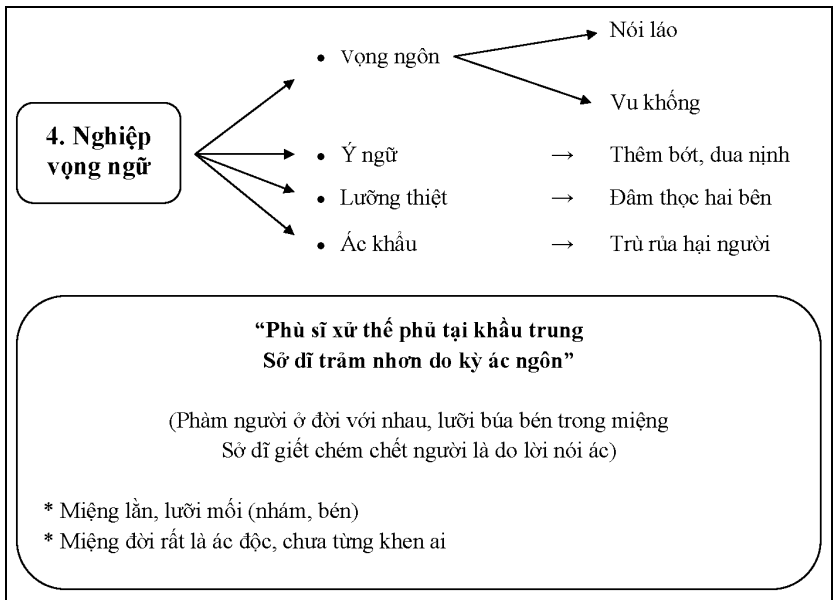 4. Nghiệp
vọng ngữ
• Vọng ngôn
Nói láo
Vu khống
• Ý ngữ → Thêm bớt, dua nịnh
• Lưỡng thiệt → Đâm thọc hai bên
• Ác khẩu → Trù rủa hại người
“Phù sĩ xử thế phủ tại khẩu trung
Sở dĩ trảm nhơn do kỳ ác ngôn”
(Phàm người ở đời với nhau, lưỡi búa bén trong miệng
Sở dĩ giết chém chết người là do lời nói ác)
* Miệng lằn, lưỡi mối (nhám, bén)
* Miệng đời rất là ác độc, chưa từng khen ai